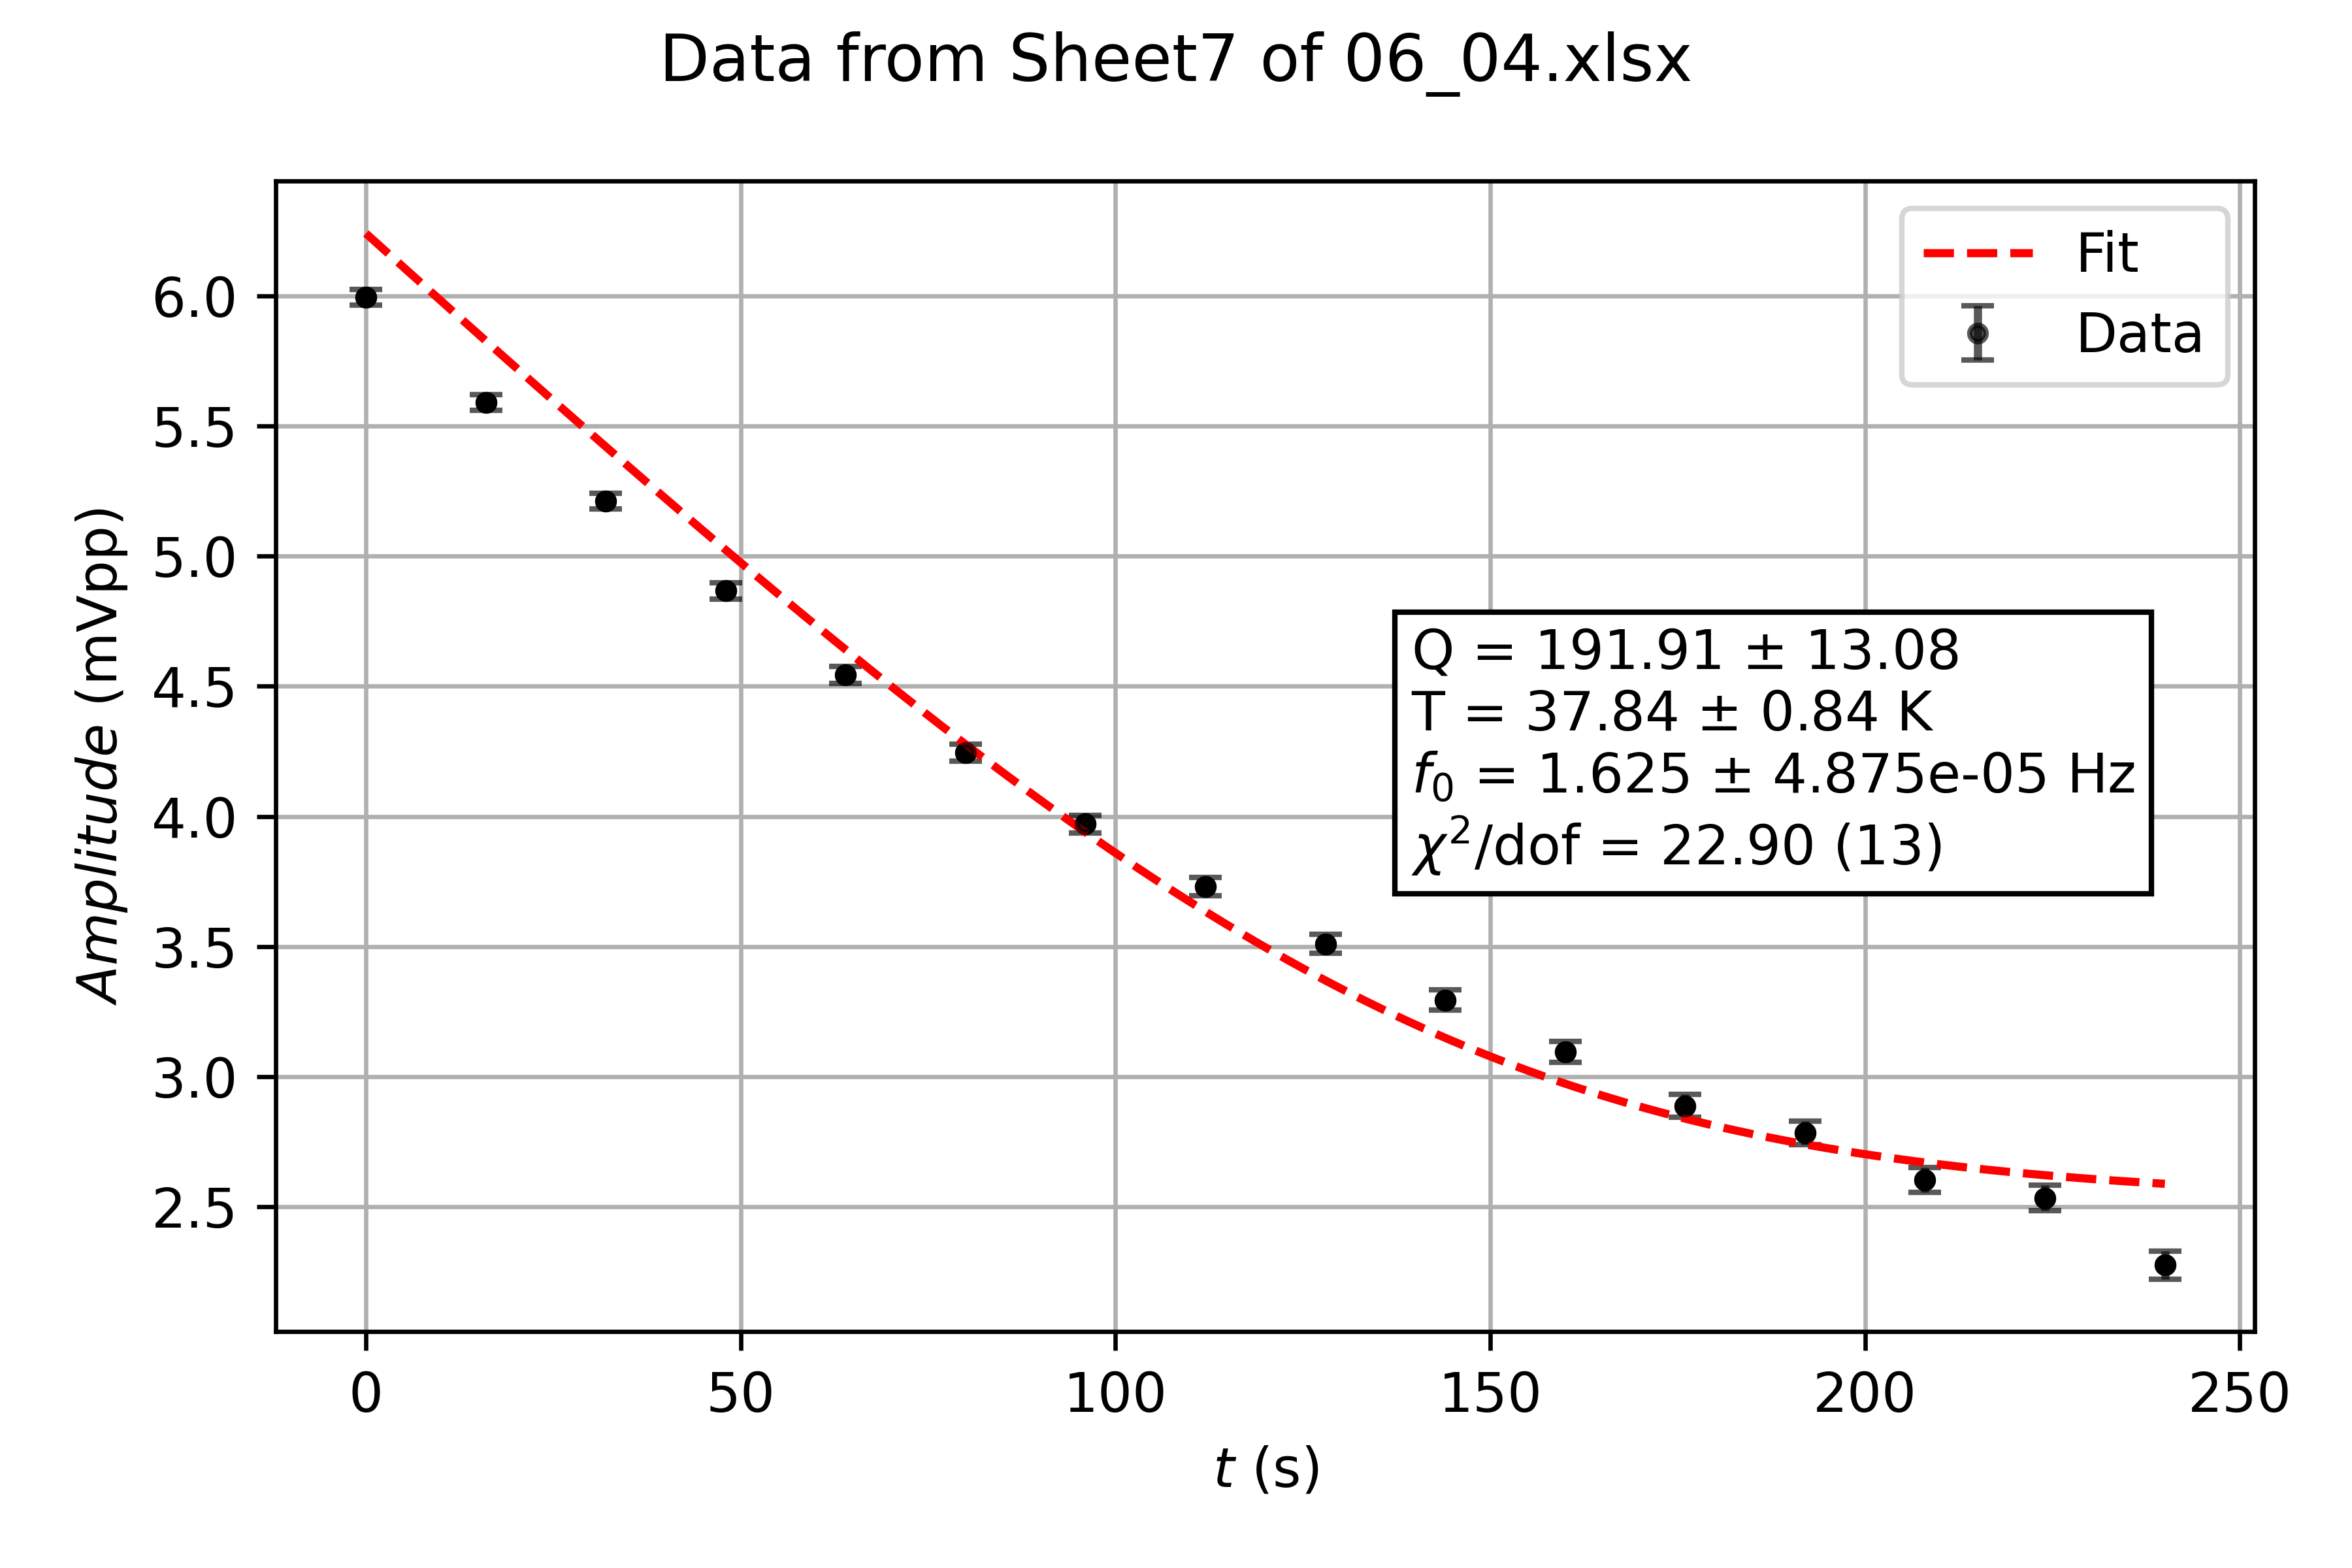 Data from Sheet7 of 06_04.xlsx
Fit
Data
Q = 191.91 ± 13.08
T = 37.84 ± 0.84 K
f₀ = 1.625 ± 4.875e-05 Hz
χ²/dof = 22.90 (13)
Amplitude (mVpp)
6.0
5.5
5.0
4.5
4.0
3.5
3.0
2.5
0 50 100 150 200 250
t (s)